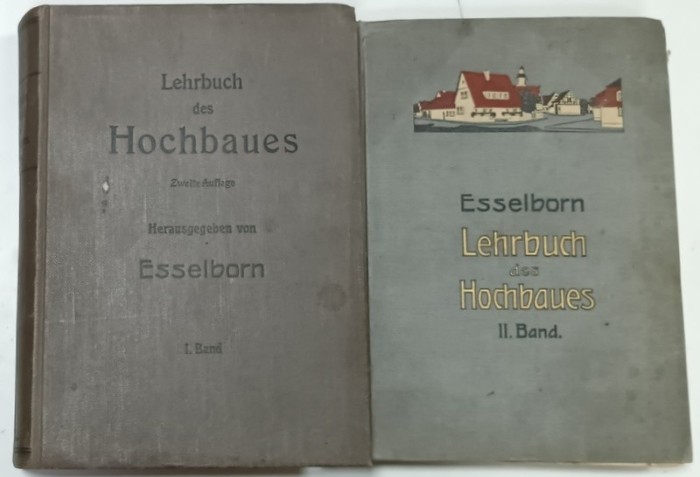 Lehrbuch
des
Hochbaues
Zweite Auflage
Herausgegeben von
Esselborn
I. Band
Esselborn
Lehrbuch
des
Hochbaues
II. Band.